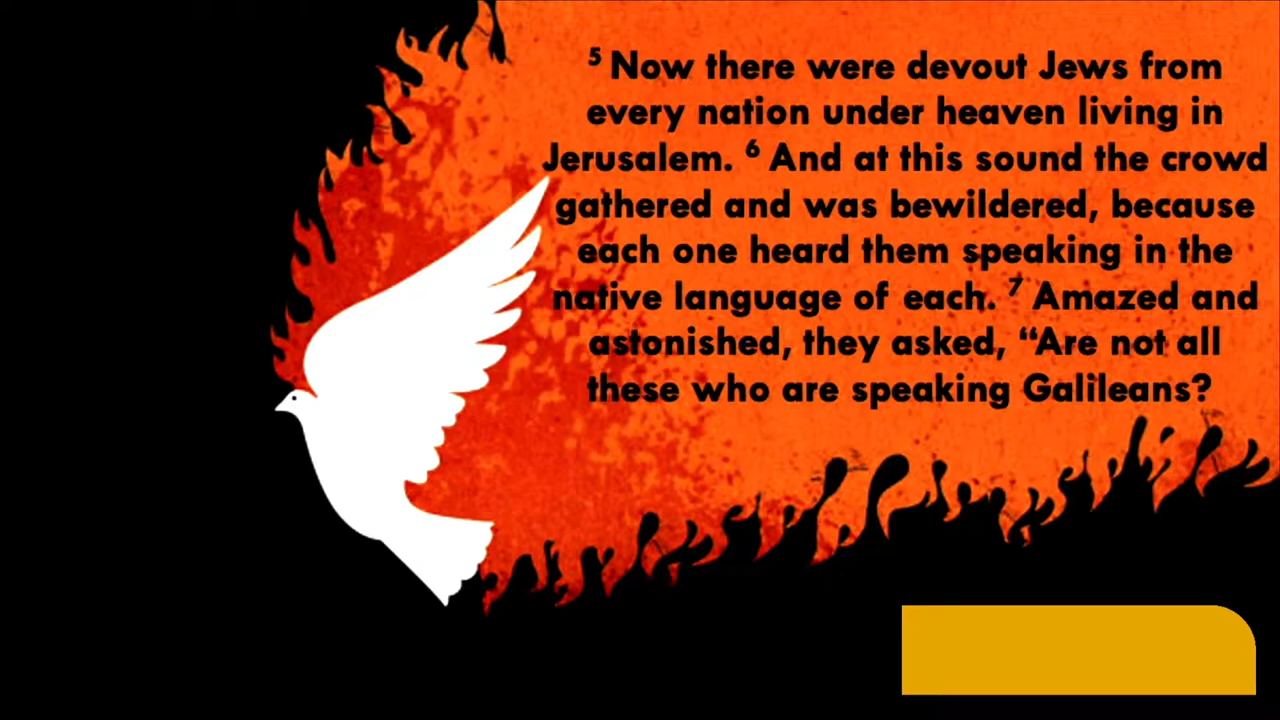 5 Now there were devout Jews from
every nation under heaven living in
Jerusalem. 6 And at this sound the crowd
gathered and was bewildered, because
each one heard them speaking in the
native language of each. 7 Amazed and
astonished, they asked, “Are not all
these who are speaking Galileans?